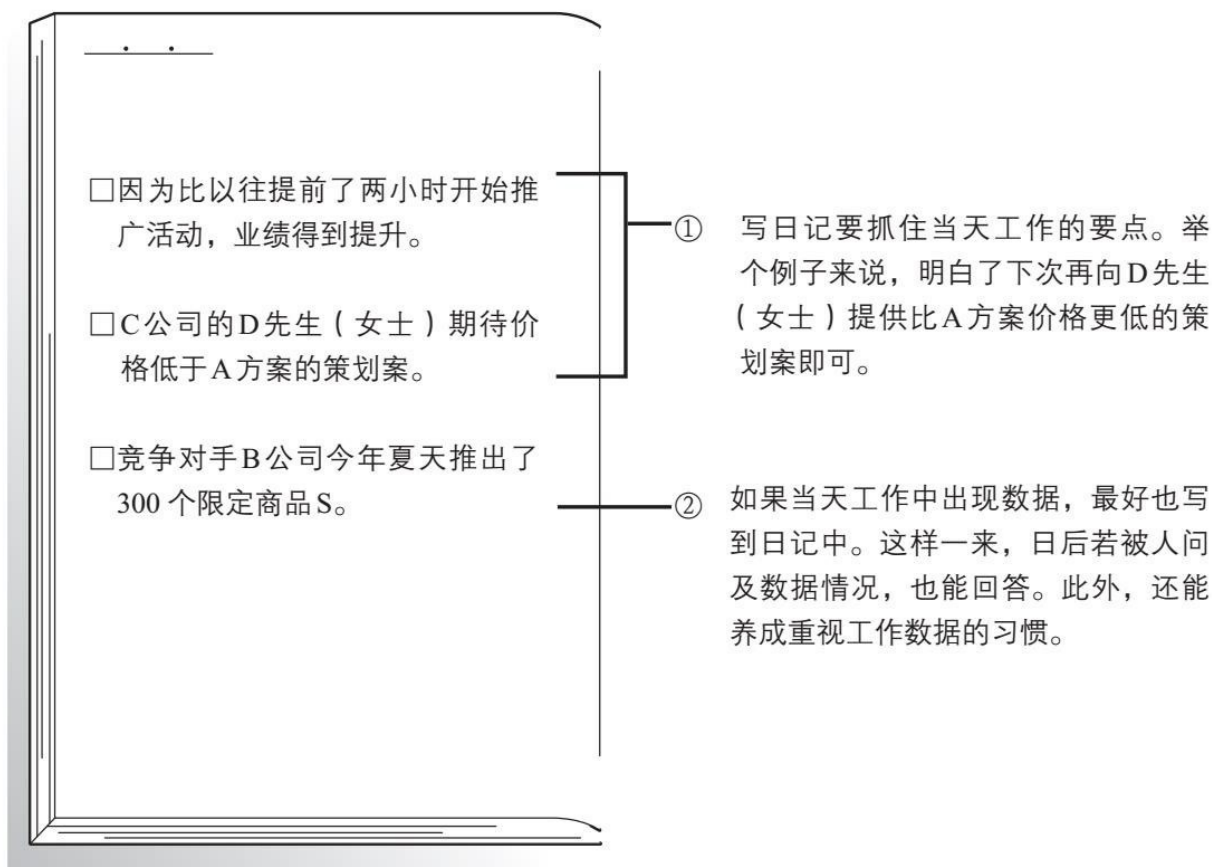 □因为比以往提前了两小时开始推
广活动，业绩得到提升。
□C公司的D先生（女士）期待价
格低于A方案的策划案。
□竞争对手B公司今年夏天推出了
300个限定商品S。
① 写日记要抓住当天工作的要点。举
个例子来说，明白了下次再向D先生
（女士）提供比A方案价格更低的策
划案即可。
② 如果当天工作中出现数据，最好也写
到日记中。这样一来，日后若被人问
及数据情况，也能回答。此外，还能
养成重视工作数据的习惯。